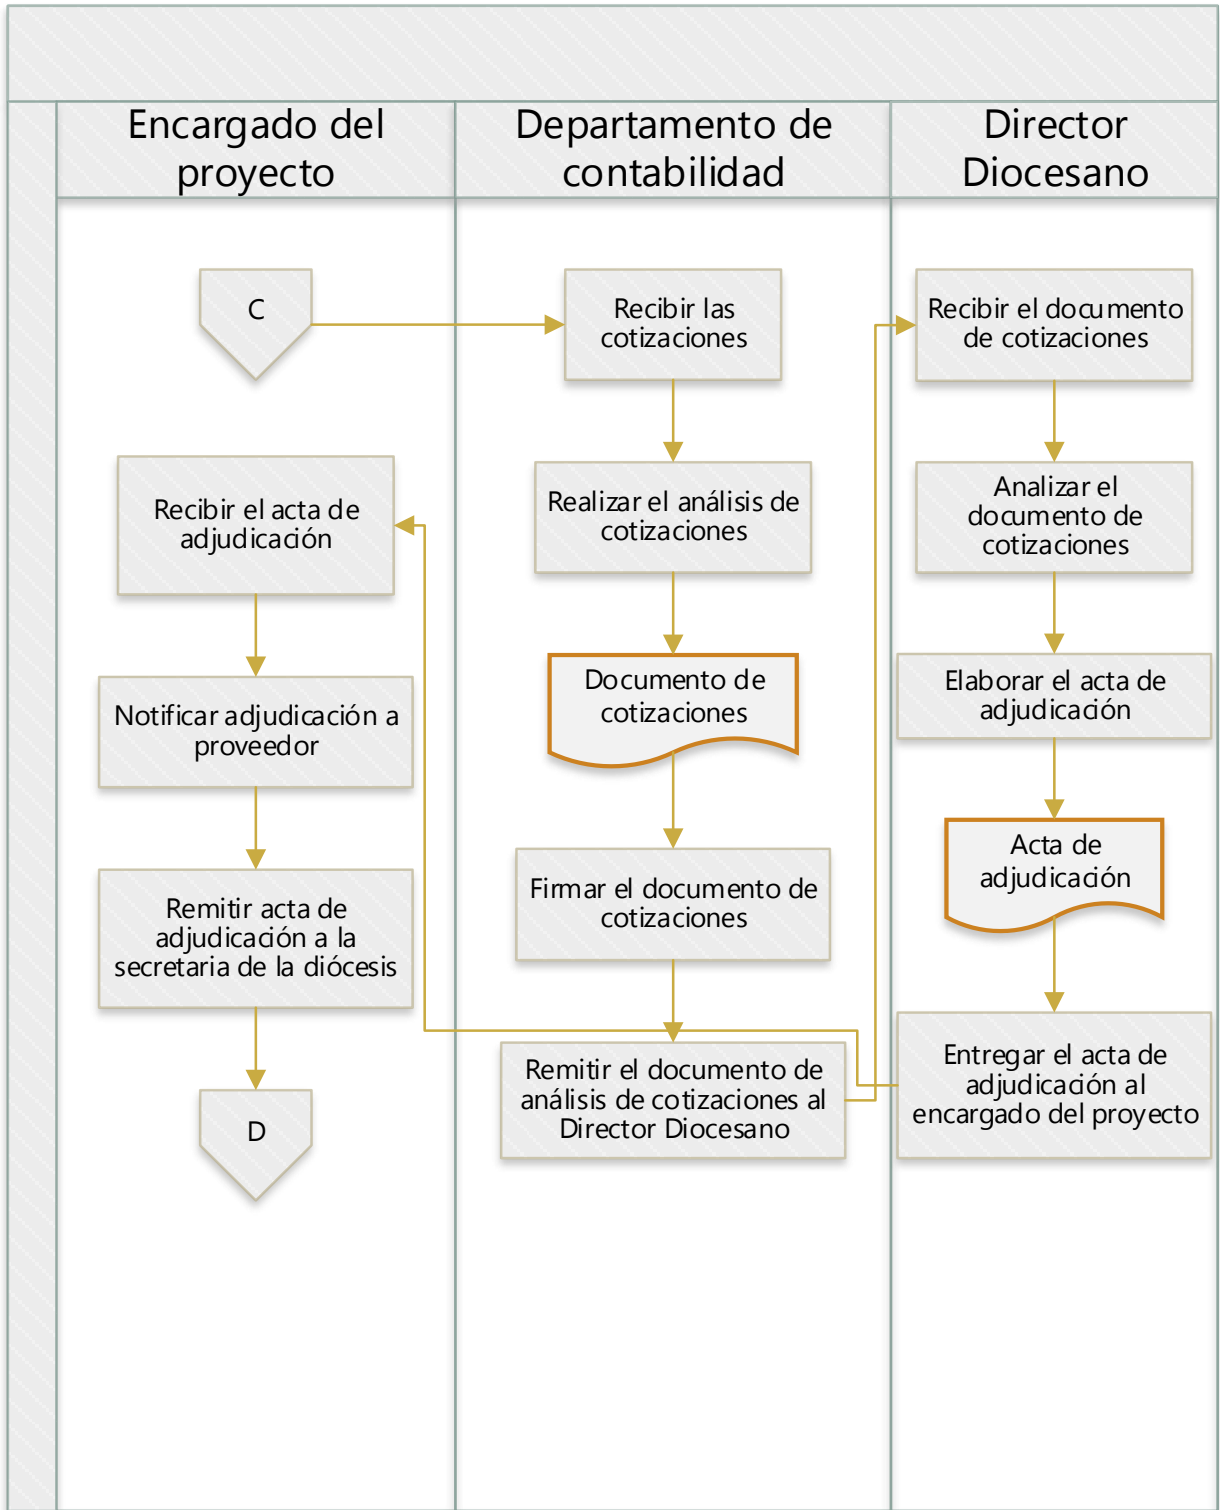 Encargado del
proyecto
Departamento de
contabilidad
Director
Diocesano
C
Recibir el acta de
adjudicación
Notificar adjudicación a
proveedor
Remitir acta de
adjudicación a la
secretaria de la diócesis
D
Recibir las
cotizaciones
Realizar el análisis de
cotizaciones
Documento de
cotizaciones
Firmar el documento de
cotizaciones
Remitir el documento de
análisis de cotizaciones al
Director Diocesano
Recibir el documento
de cotizaciones
Analizar el
documento de
cotizaciones
Elaborar el acta de
adjudicación
Acta de
adjudicación
Entregar el acta de
adjudicación al
encargado del proyecto